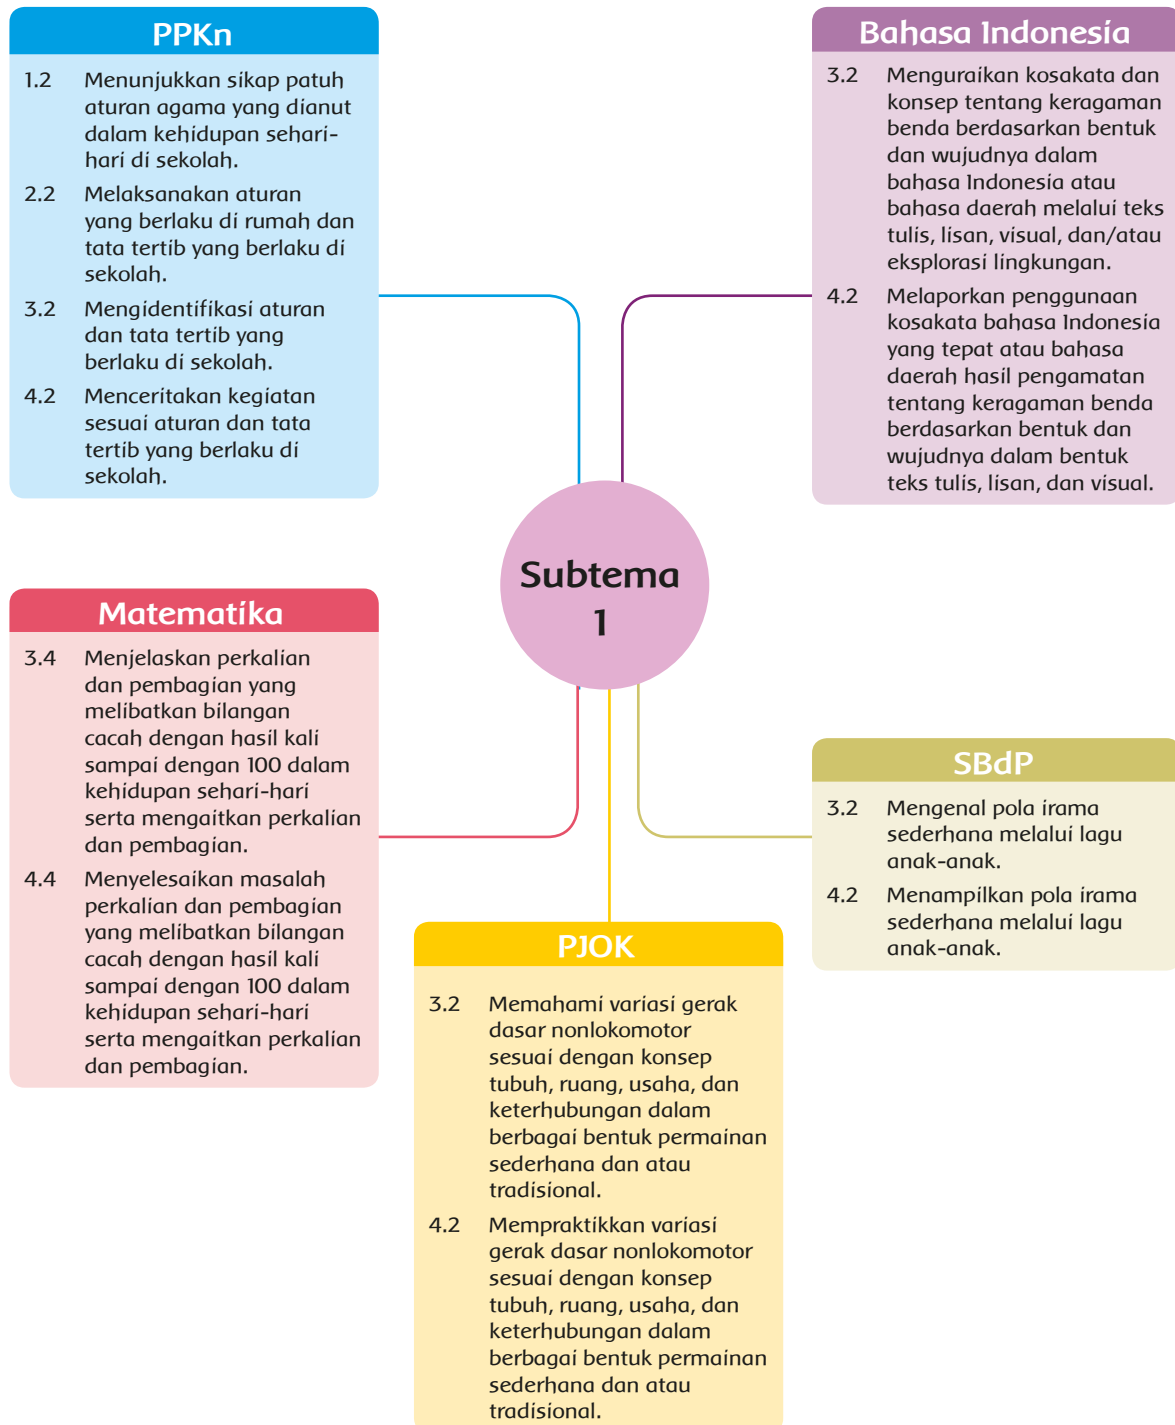 PPKn
1.2 Menunjukkan sikap patuh
aturan agama yang dianut
dalam kehidupan sehari-
hari di sekolah.
2.2 Melaksanakan aturan
yang berlaku di rumah dan
tata tertib yang berlaku di
sekolah.
3.2 Mengidentifikasi aturan
dan tata tertib yang
berlaku di sekolah.
4.2 Menceritakan kegiatan
sesuai aturan dan tata
tertib yang berlaku di
sekolah.
Bahasa Indonesia
3.2 Menguraikan kosakata dan
konsep tentang keragaman
benda berdasarkan bentuk
dan wujudnya dalam
bahasa Indonesia atau
bahasa daerah melalui teks
tulis, lisan, visual, dan/atau
eksplorasi lingkungan.
4.2 Melaporkan penggunaan
kosakata bahasa Indonesia
yang tepat atau bahasa
daerah hasil pengamatan
tentang keragaman benda
berdasarkan bentuk dan
wujudnya dalam bentuk
teks tulis, lisan, dan visual.
Subtema
1
Matematika
3.4 Menjelaskan perkalian
dan pembagian yang
melibatkan bilangan
cacah dengan hasil kali
sampai dengan 100 dalam
kehidupan sehari-hari
serta mengaitkan perkalian
dan pembagian.
4.4 Menyelesaikan masalah
perkalian dan pembagian
yang melibatkan bilangan
cacah dengan hasil kali
sampai dengan 100 dalam
kehidupan sehari-hari
serta mengaitkan perkalian
dan pembagian.
SBdP
3.2 Mengenal pola irama
sederhana melalui lagu
anak-anak.
4.2 Menampilkan pola irama
sederhana melalui lagu
anak-anak.
PJOK
3.2 Memahami variasi gerak
dasar nonlokomotor
sesuai dengan konsep
tubuh, ruang, usaha, dan
keterhubungan dalam
berbagai bentuk permainan
sederhana dan atau
tradisional.
4.2 Mempraktikkan variasi
gerak dasar nonlokomotor
sesuai dengan konsep
tubuh, ruang, usaha, dan
keterhubungan dalam
berbagai bentuk permainan
sederhana dan atau
tradisional.